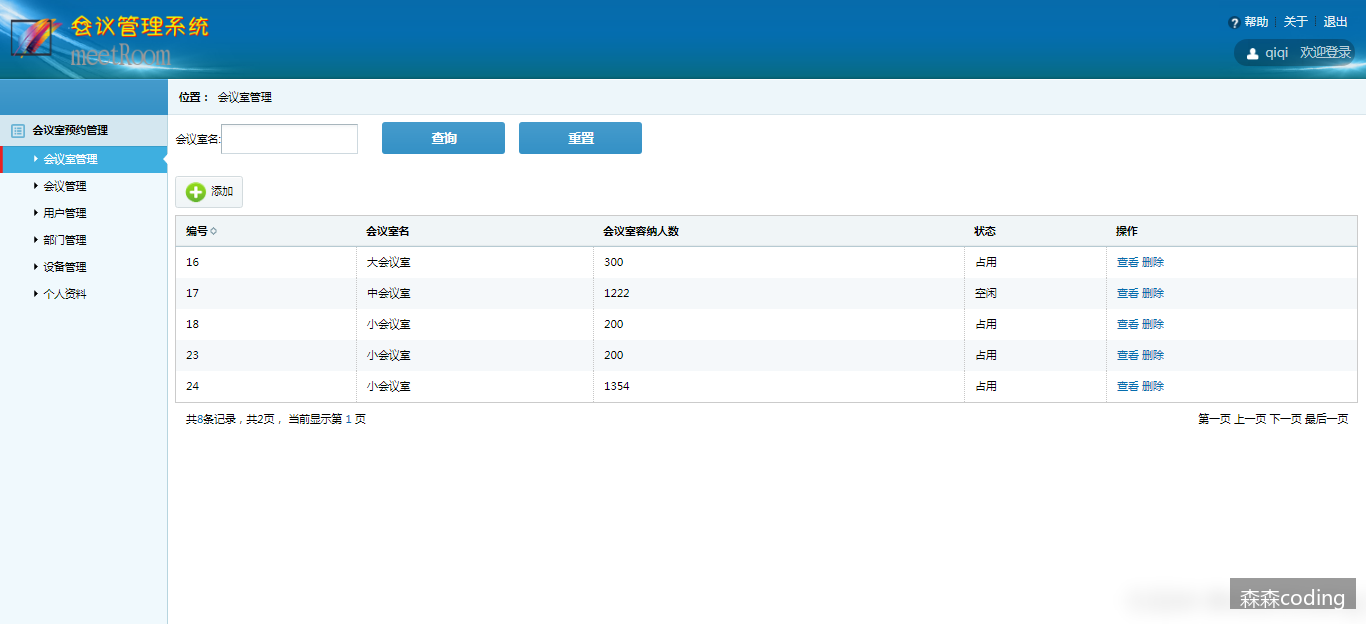 会议管理系统
meetRoom
帮助 关于 退出
qiqi 欢迎登录
位置： 会议室管理
会议室预约管理
会议室管理
会议管理
用户管理
部门管理
设备管理
个人资料
会议室名: 查询 重置
添加
编号 会议室名 会议室容纳人数 状态 操作
16 大会议室 300 占用 查看 删除
17 中会议室 1222 空闲 查看 删除
18 小会议室 200 占用 查看 删除
23 小会议室 200 占用 查看 删除
24 小会议室 1354 占用 查看 删除
共8条记录，共2页， 当前显示第 1 页
第一页 上一页 下一页 最后一页
森森coding